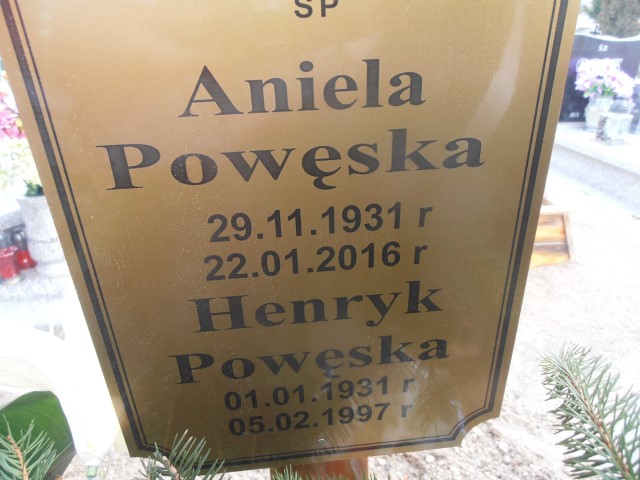 SP
Aniela
Powęska
29.11.1931 r
22.01.2016 r
Henryk
Powęska
01.01.1931 r
05.02.1997 r